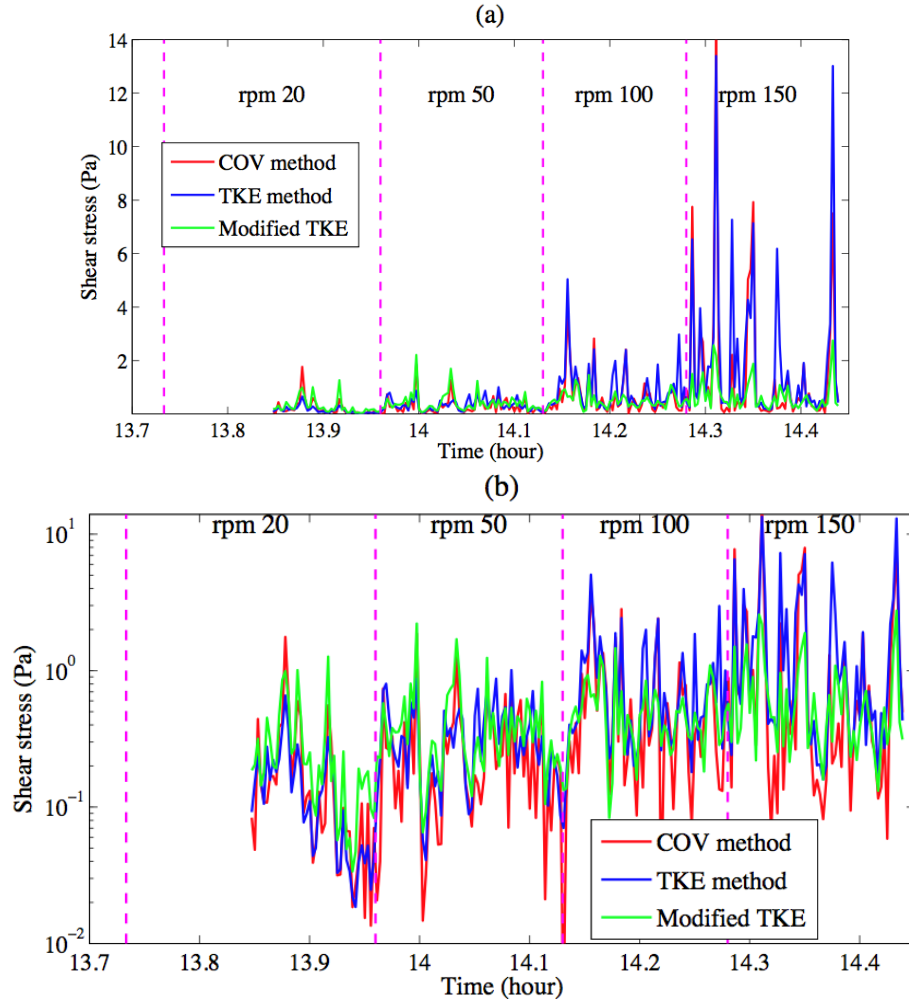 (a)
14
12
10
8
6
4
2
Shear stress (Pa)
rpm 20
rpm 50
rpm 100
rpm 150
COV method
TKE method
Modified TKE
13.7
13.8
13.9
14
14.1
14.2
14.3
14.4
Time (hour)
(b)
10^1
10^0
10^-1
10^-2
Shear stress (Pa)
rpm 20
rpm 50
rpm 100
rpm 150
COV method
TKE method
Modified TKE
13.7
13.8
13.9
14
14.1
14.2
14.3
14.4
Time (hour)